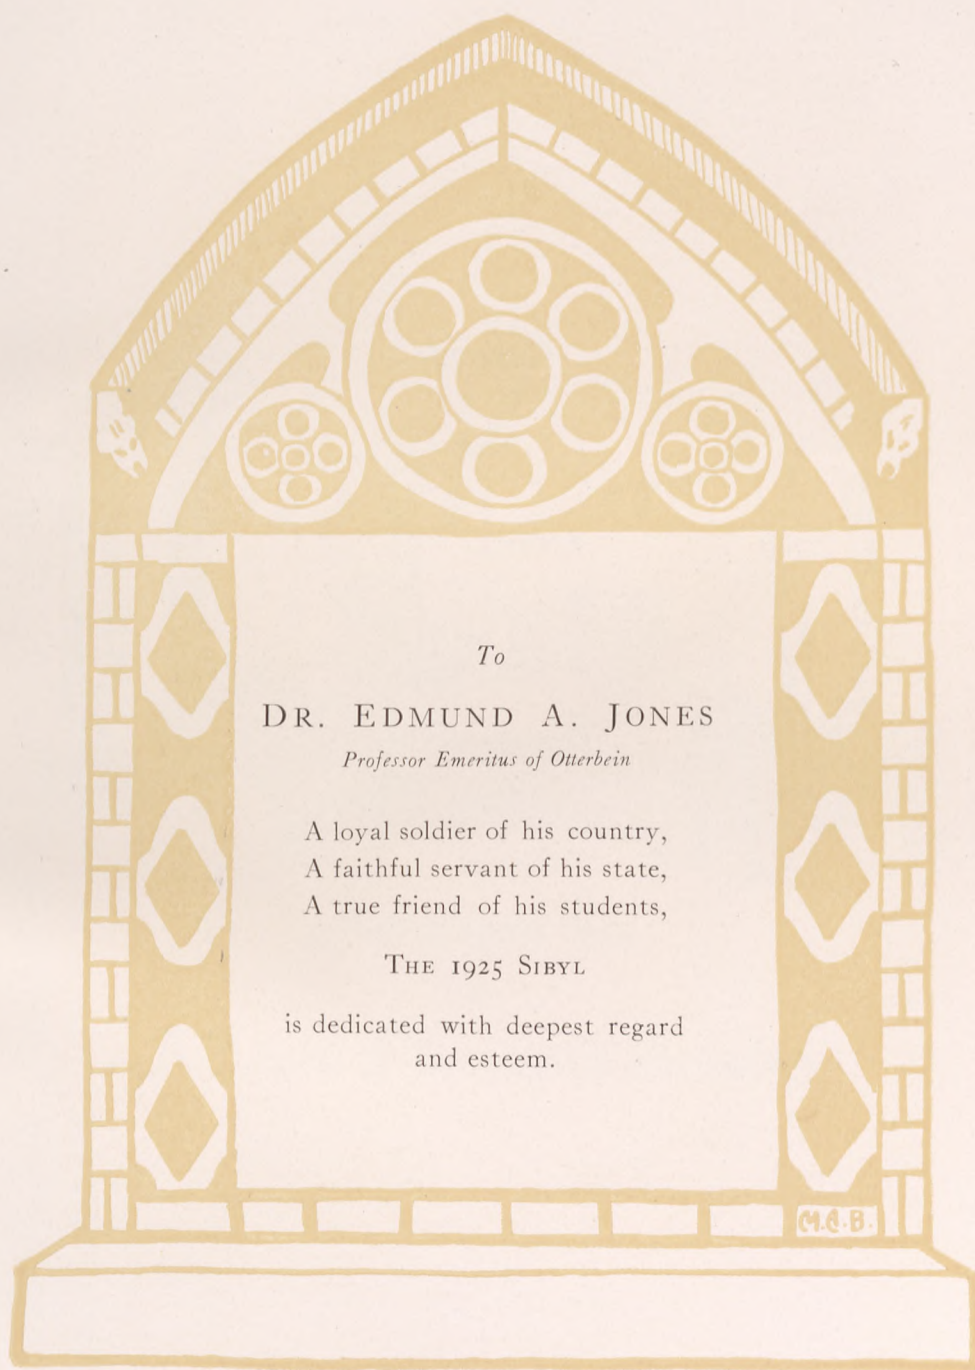 To
DR. EDMUND A. JONES
Professor Emeritus of Otterbein
A loyal soldier of his country,
A faithful servant of his state,
A true friend of his students,
THE 1925 SIBYL
is dedicated with deepest regard
and esteem.
M.C.B.